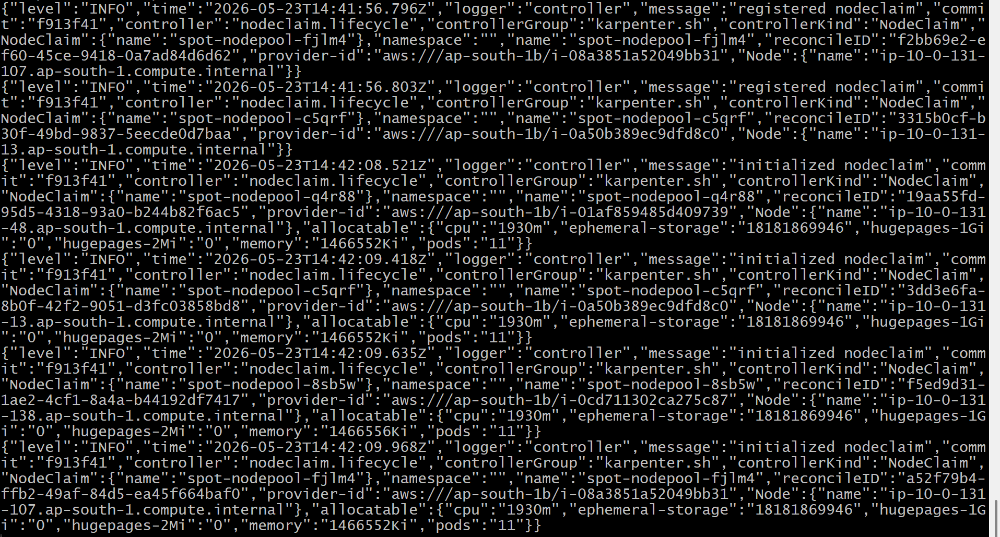 {"level":"INFO","time":"2026-05-23T14:41:56.796Z","logger":"controller","message":"registered nodeclaim","commi
t":"f913f41","controller":"nodeclaim.lifecycle","controllerGroup":"karpenter.sh","controllerKind":"NodeClaim","
NodeClaim":{"name":"spot-nodepool-fjlm4"},"namespace":"","name":"spot-nodepool-fjlm4","reconcileID":"f2bb69e2-e
f60-45ce-9418-0a7ad84d6d62","provider-id":"aws:///ap-south-1b/i-08a3851a52049bb31","Node":{"name":"ip-10-0-131-
107.ap-south-1.compute.internal"}}
{"level":"INFO","time":"2026-05-23T14:41:56.803Z","logger":"controller","message":"registered nodeclaim","commi
t":"f913f41","controller":"nodeclaim.lifecycle","controllerGroup":"karpenter.sh","controllerKind":"NodeClaim","
NodeClaim":{"name":"spot-nodepool-c5qrf"},"namespace":"","name":"spot-nodepool-c5qrf","reconcileID":"3315b0cf-b
30f-49bd-9837-5eecde0d7baa","provider-id":"aws:///ap-south-1b/i-0a50b389ec9dfd8c0","Node":{"name":"ip-10-0-131-
13.ap-south-1.compute.internal"}}
{"level":"INFO","time":"2026-05-23T14:42:08.521Z","logger":"controller","message":"initialized nodeclaim","comm
it":"f913f41","controller":"nodeclaim.lifecycle","controllerGroup":"karpenter.sh","controllerKind":"NodeClaim",
"NodeClaim":{"name":"spot-nodepool-q4r88"},"namespace":"","name":"spot-nodepool-q4r88","reconcileID":"19aa55fd-
95d5-4318-93a0-b244b82f6ac5","provider-id":"aws:///ap-south-1b/i-01af859485d409739","Node":{"name":"ip-10-0-131
-48.ap-south-1.compute.internal"},"allocatable":{"cpu":"1930m","ephemeral-storage":"18181869946","hugepages-1Gi
":"0","hugepages-2Mi":"0","memory":"1466552Ki","pods":"11"}}
{"level":"INFO","time":"2026-05-23T14:42:09.418Z","logger":"controller","message":"initialized nodeclaim","comm
it":"f913f41","controller":"nodeclaim.lifecycle","controllerGroup":"karpenter.sh","controllerKind":"NodeClaim",
"NodeClaim":{"name":"spot-nodepool-c5qrf"},"namespace":"","name":"spot-nodepool-c5qrf","reconcileID":"3dd3e6fa-
8b0f-42f2-9051-d3fc03858bd8","provider-id":"aws:///ap-south-1b/i-0a50b389ec9dfd8c0","Node":{"name":"ip-10-0-131
-13.ap-south-1.compute.internal"},"allocatable":{"cpu":"1930m","ephemeral-storage":"18181869946","hugepages-1Gi
":"0","hugepages-2Mi":"0","memory":"1466552Ki","pods":"11"}}
{"level":"INFO","time":"2026-05-23T14:42:09.635Z","logger":"controller","message":"initialized nodeclaim","comm
it":"f913f41","controller":"nodeclaim.lifecycle","controllerGroup":"karpenter.sh","controllerKind":"NodeClaim",
"NodeClaim":{"name":"spot-nodepool-8sb5w"},"namespace":"","name":"spot-nodepool-8sb5w","reconcileID":"f5ed9d31-
1ae2-4cf1-8a4a-b44192df7417","provider-id":"aws:///ap-south-1b/i-0cd711302ca275c87","Node":{"name":"ip-10-0-131
-138.ap-south-1.compute.internal"},"allocatable":{"cpu":"1930m","ephemeral-storage":"18181869946","hugepages-1G
i":"0","hugepages-2Mi":"0","memory":"1466556Ki","pods":"11"}}
{"level":"INFO","time":"2026-05-23T14:42:09.968Z","logger":"controller","message":"initialized nodeclaim","comm
it":"f913f41","controller":"nodeclaim.lifecycle","controllerGroup":"karpenter.sh","controllerKind":"NodeClaim",
"NodeClaim":{"name":"spot-nodepool-fjlm4"},"namespace":"","name":"spot-nodepool-fjlm4","reconcileID":"a52f79b4-
ffb2-49af-84d5-ea45f664baf0","provider-id":"aws:///ap-south-1b/i-08a3851a52049bb31","Node":{"name":"ip-10-0-131
-107.ap-south-1.compute.internal"},"allocatable":{"cpu":"1930m","ephemeral-storage":"18181869946","hugepages-1G
i":"0","hugepages-2Mi":"0","memory":"1466552Ki","pods":"11"}}